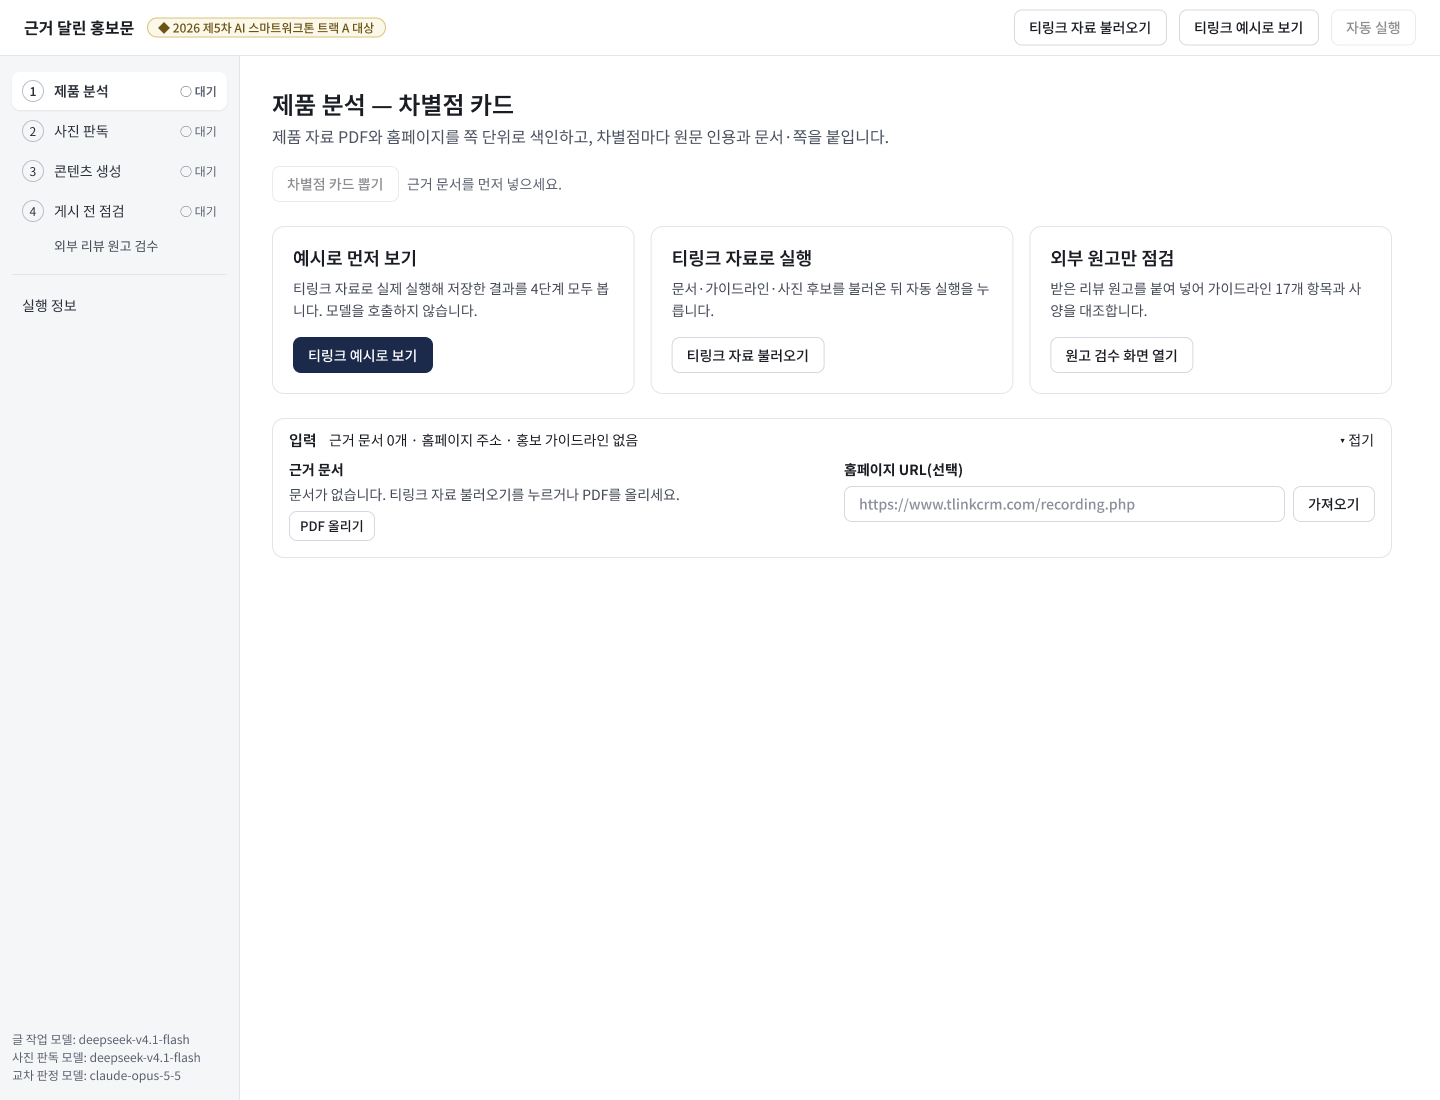 근거 달린 홍보문
◆ 2026 제5차 AI 스마트워크톤 트랙 A 대상
티링크 자료 불러오기
티링크 예시로 보기
자동 실행
1 제품 분석 ○ 대기
2 사진 판독 ○ 대기
3 콘텐츠 생성 ○ 대기
4 게시 전 점검 ○ 대기
외부 리뷰 원고 검수
실행 정보
제품 분석 — 차별점 카드
제품 자료 PDF와 홈페이지를 쪽 단위로 색인하고, 차별점마다 원문 인용과 문서·쪽을 붙입니다.
차별점 카드 뽑기 근거 문서를 먼저 넣으세요.
예시로 먼저 보기
티링크 자료로 실제 실행해 저장한 결과를 4단계 모두 봅
니다. 모델을 호출하지 않습니다.
티링크 예시로 보기
티링크 자료로 실행
문서·가이드라인·사진 후보를 불러온 뒤 자동 실행을 누
릅니다.
티링크 자료 불러오기
외부 원고만 점검
받은 리뷰 원고를 붙여 넣어 가이드라인 17개 항목과 사
양을 대조합니다.
원고 검수 화면 열기
입력 근거 문서 0개 · 홈페이지 주소 · 홍보 가이드라인 없음
▾ 접기
근거 문서
문서가 없습니다. 티링크 자료 불러오기를 누르거나 PDF를 올리세요.
PDF 올리기
홈페이지 URL(선택)
https://www.tlinkcrm.com/recording.php
가져오기
글 작업 모델: deepseek-v4.1-flash
사진 판독 모델: deepseek-v4.1-flash
교차 판정 모델: claude-opus-5-5